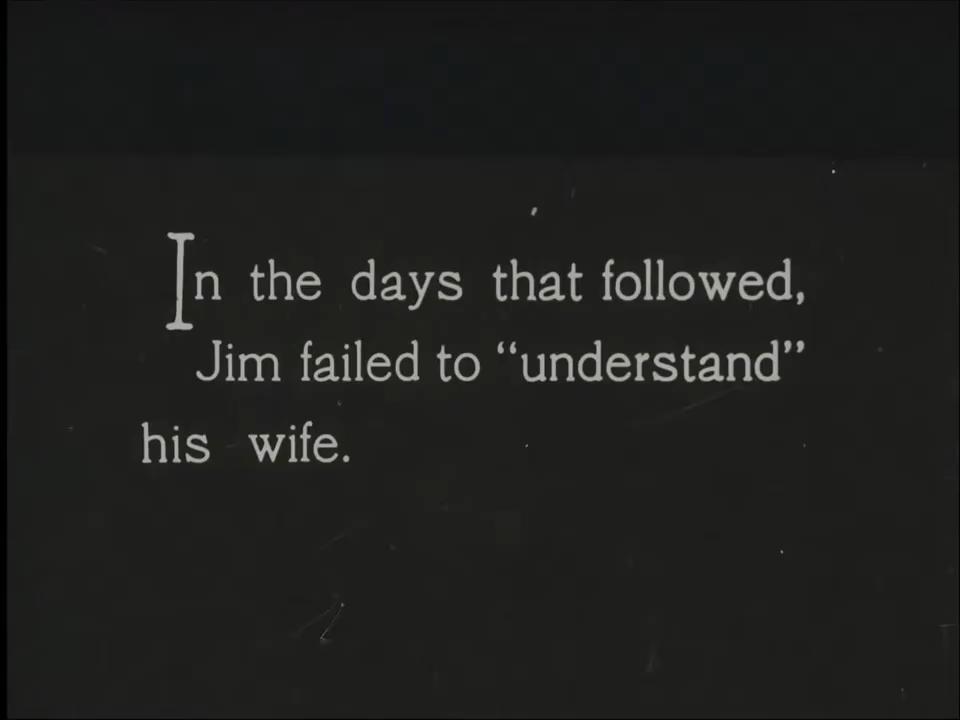 In the days that followed,
Jim failed to “understand”
his wife.